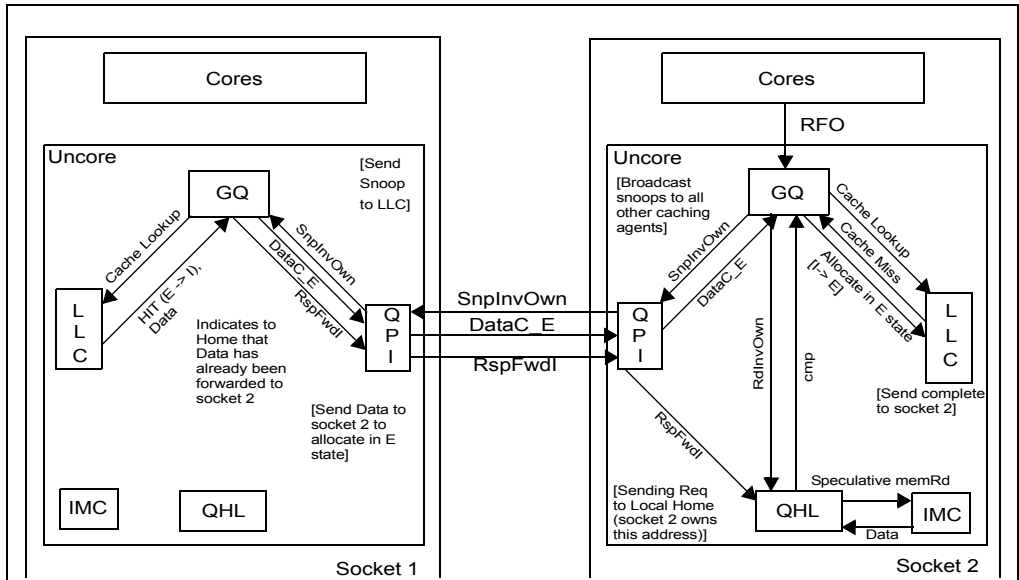 Cores
Uncore
[Send
Snoop
to LLC]
GQ
Cache Lookup
HIT (E -> I),
Data
SnpInvOwn
DataC_E
RspFwdI
L
L
C
Q
P
I
Indicates to
Home that
Data has
already been
forwarded to
socket 2
[Send Data to
socket 2 to
allocate in E
state]
IMC
QHL
Socket 1
SnpInvOwn
DataC_E
RspFwdI
Cores
RFO
Uncore
[Broadcast
snoops to all
other caching
agents]
GQ
SnpInvOwn
DataC_E
Cache Lookup
Cache Miss
Allocate in E state
[I-> E]
Q
P
I
L
L
C
RspFwdI
RdInvOwn
cmp
[Send complete
to socket 2]
[Sending Req
to Local Home
(socket 2 owns
this address)]
QHL
Speculative memRd
Data
IMC
Socket 2